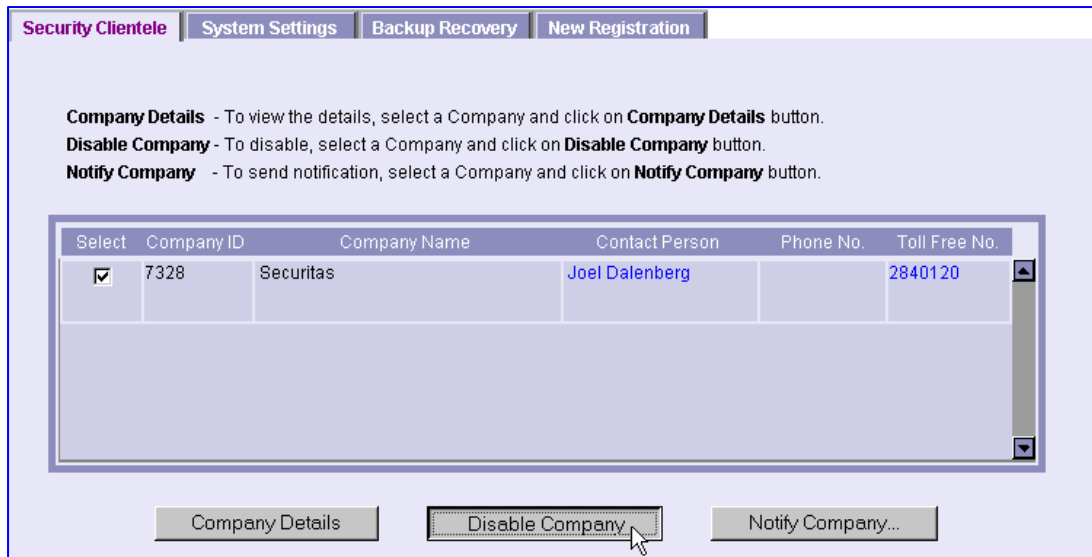 Security Clientele System Settings Backup Recovery New Registration
Company Details - To view the details, select a Company and click on Company Details button.
Disable Company - To disable, select a Company and click on Disable Company button.
Notify Company - To send notification, select a Company and click on Notify Company button.
Select Company ID Company Name Contact Person Phone No. Toll Free No.
7328 Securitas Joel Dalenberg 2840120
Company Details Disable Company Notify Company...